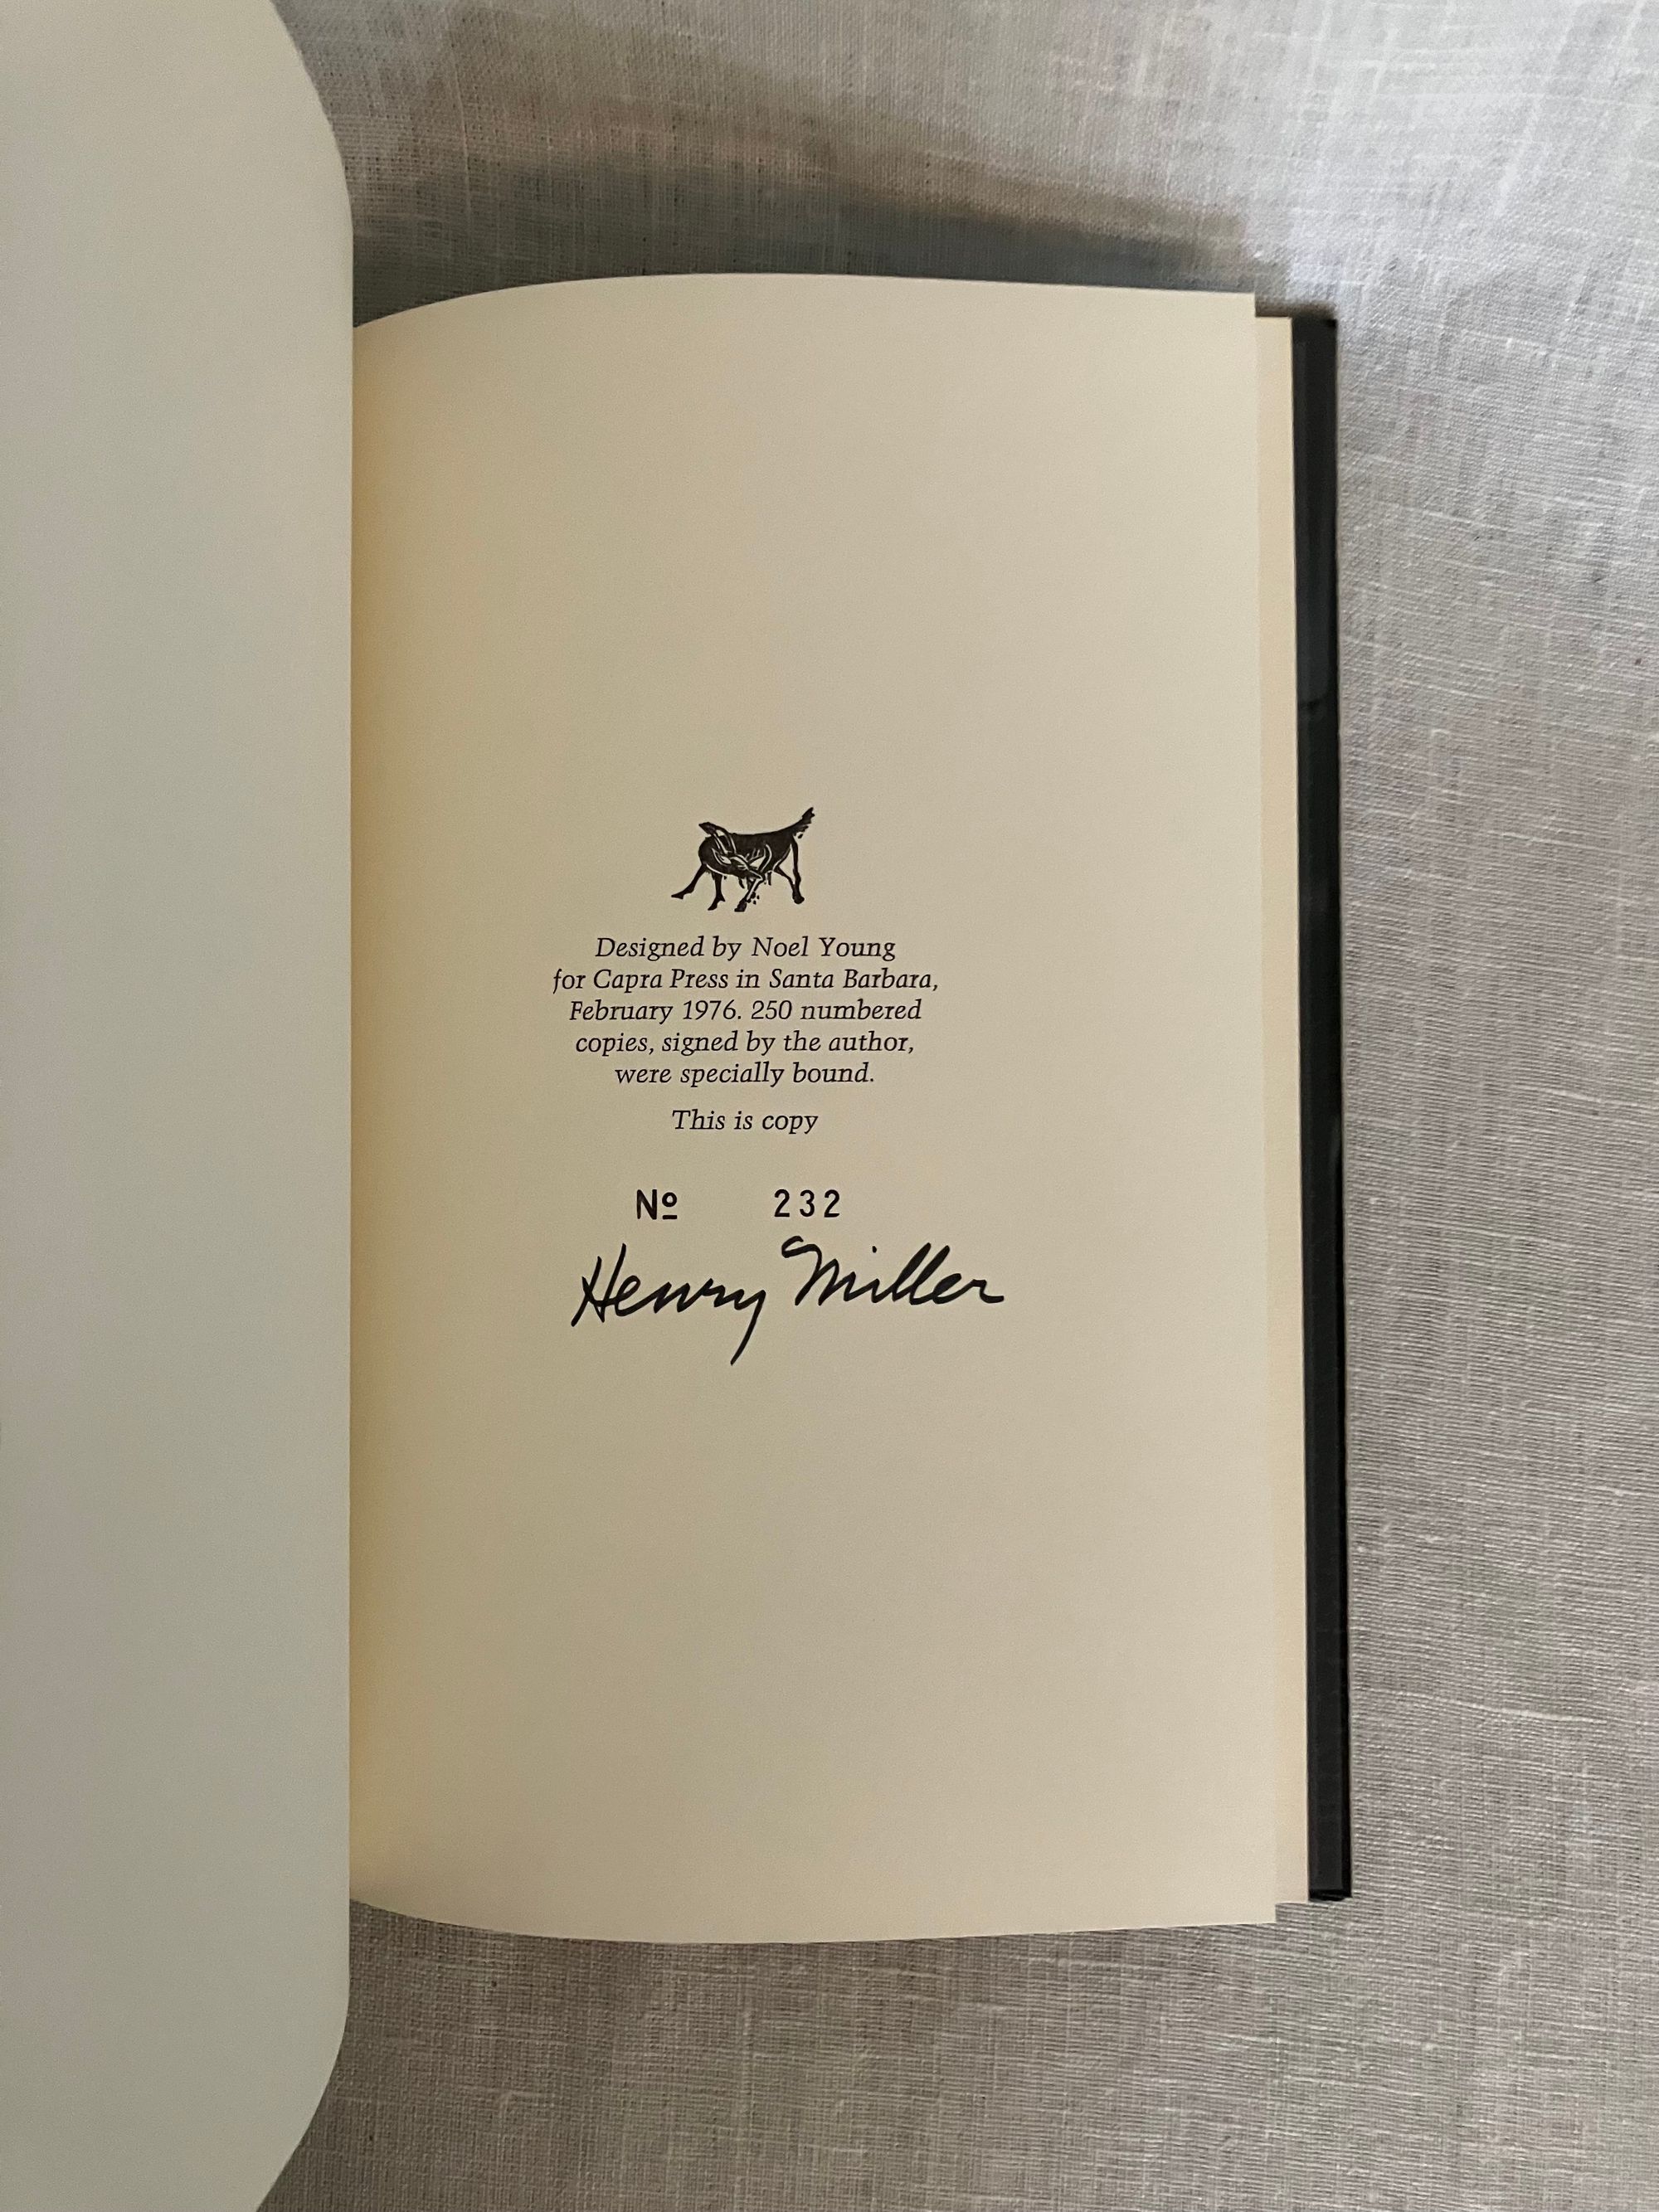 Designed by Noel Young
for Capra Press in Santa Barbara,
February 1976. 250 numbered
copies, signed by the author,
were specially bound.
This is copy
Nº 232
Henry Miller